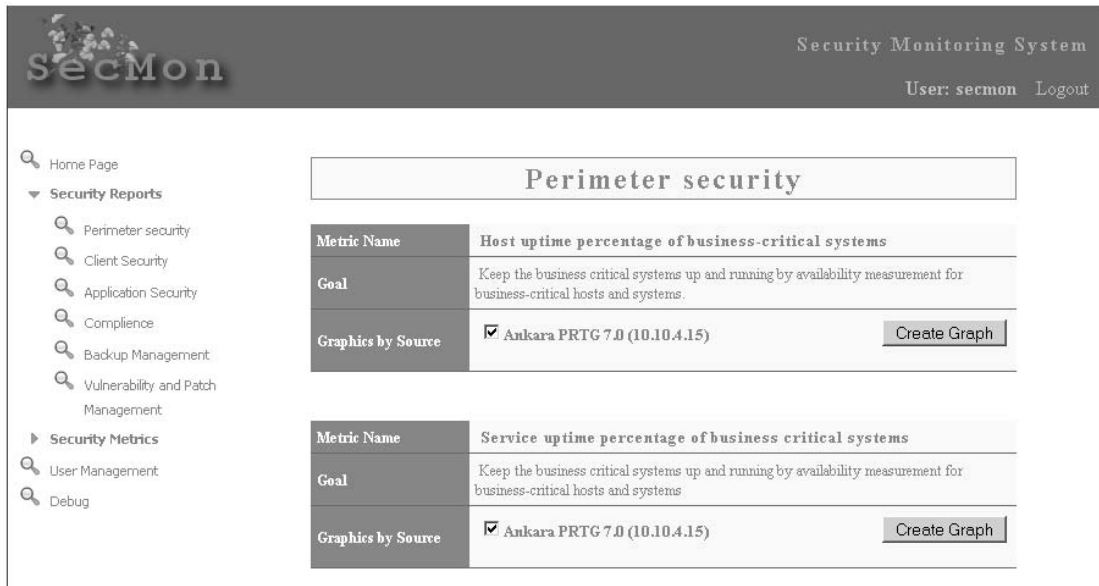 SecMon
Security Monitoring System
User: secmon Logout
Home Page
Security Reports
Perimeter security
Client Security
Application Security
Complience
Backup Management
Vulnerability and Patch
Management
Security Metrics
User Management
Debug
Perimeter security
Metric Name Host uptime percentage of business-critical systems
Goal Keep the business critical systems up and running by availability measurement for
business-critical hosts and systems.
Graphics by Source Ankara PRTG 7.0 (10.10.4.15) Create Graph
Metric Name Service uptime percentage of business critical systems
Goal Keep the business critical systems up and running by availability measurement for
business-critical hosts and systems
Graphics by Source Ankara PRTG 7.0 (10.10.4.15) Create Graph